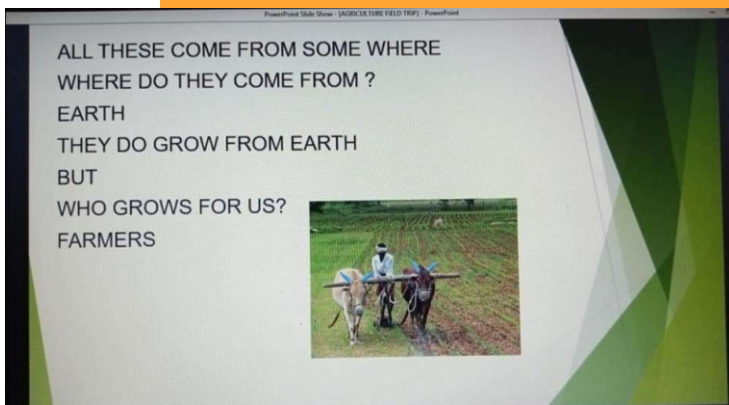 PowerPoint Slide Show - [AGRICULTURE FIELD TRIP] - PowerPoint
ALL THESE COME FROM SOME WHERE
WHERE DO THEY COME FROM ?
EARTH
THEY DO GROW FROM EARTH
BUT
WHO GROWS FOR US?
FARMERS